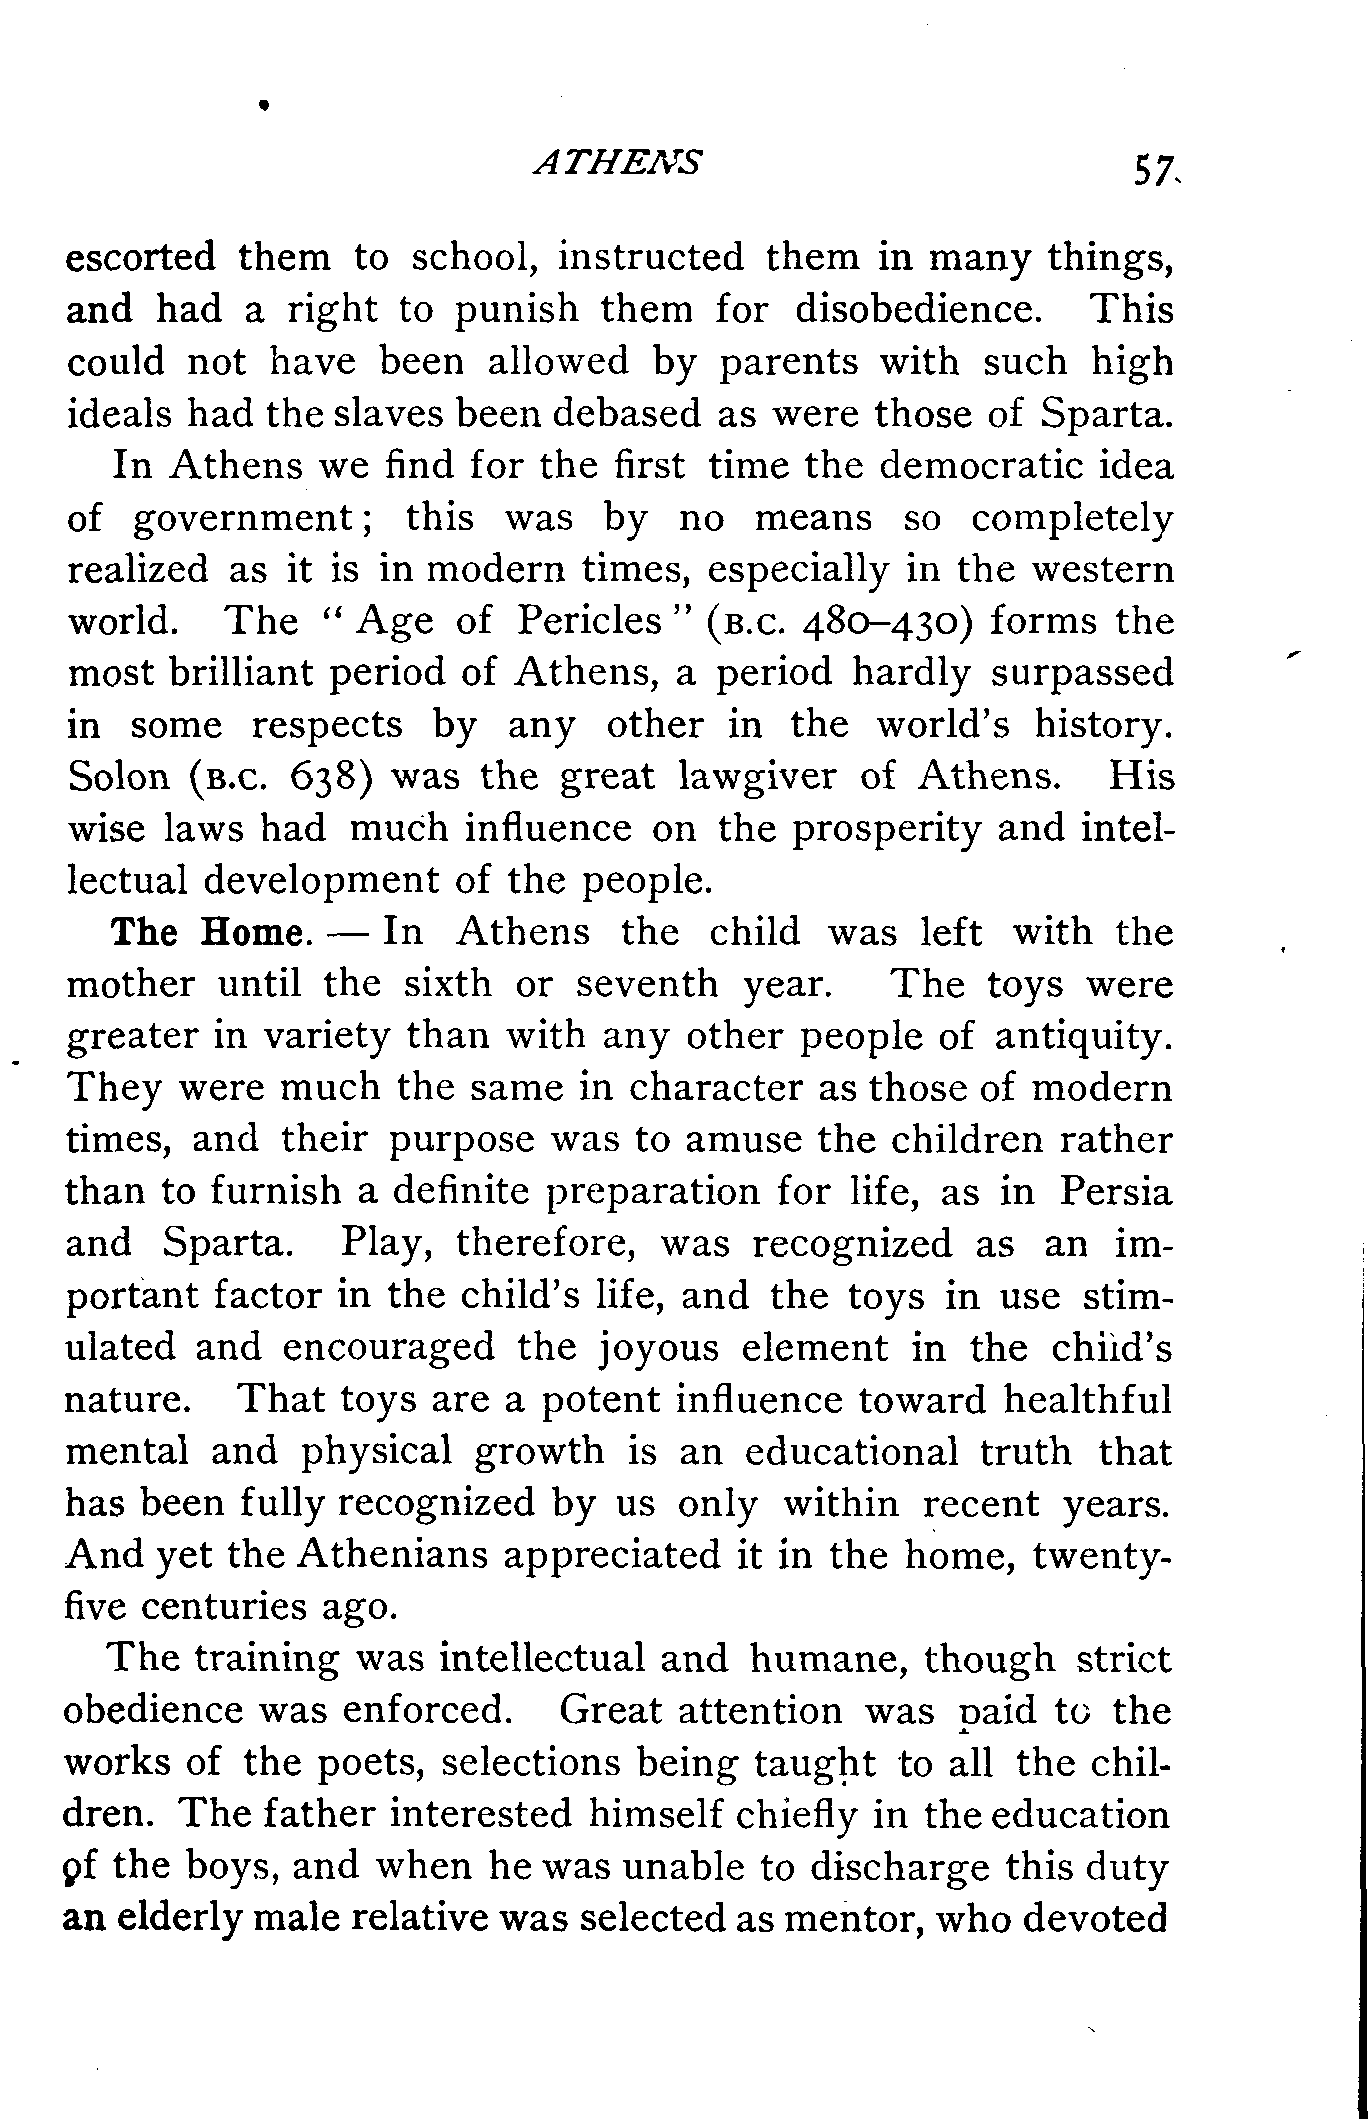 ATHENS 57
escorted them to school, instructed them in many things,
and had a right to punish them for disobedience. This
could not have been allowed by parents with such high
ideals had the slaves been debased as were those of Sparta.
In Athens we find for the first time the democratic idea
of government; this was by no means so completely
realized as it is in modern times, especially in the western
world. The “Age of Pericles” (B.C. 480–430) forms the
most brilliant period of Athens, a period hardly surpassed
in some respects by any other in the world's history.
Solon (B.C. 638) was the great lawgiver of Athens. His
wise laws had much influence on the prosperity and intel-
lectual development of the people.
The Home. — In Athens the child was left with the
mother until the sixth or seventh year. The toys were
greater in variety than with any other people of antiquity.
They were much the same in character as those of modern
times, and their purpose was to amuse the children rather
than to furnish a definite preparation for life, as in Persia
and Sparta. Play, therefore, was recognized as an im-
portant factor in the child's life, and the toys in use stim-
ulated and encouraged the joyous element in the child's
nature. That toys are a potent influence toward healthful
mental and physical growth is an educational truth that
has been fully recognized by us only within recent years.
And yet the Athenians appreciated it in the home, twenty-
five centuries ago.
The training was intellectual and humane, though strict
obedience was enforced. Great attention was paid to the
works of the poets, selections being taught to all the chil-
dren. The father interested himself chiefly in the education
of the boys, and when he was unable to discharge this duty
an elderly male relative was selected as mentor, who devoted